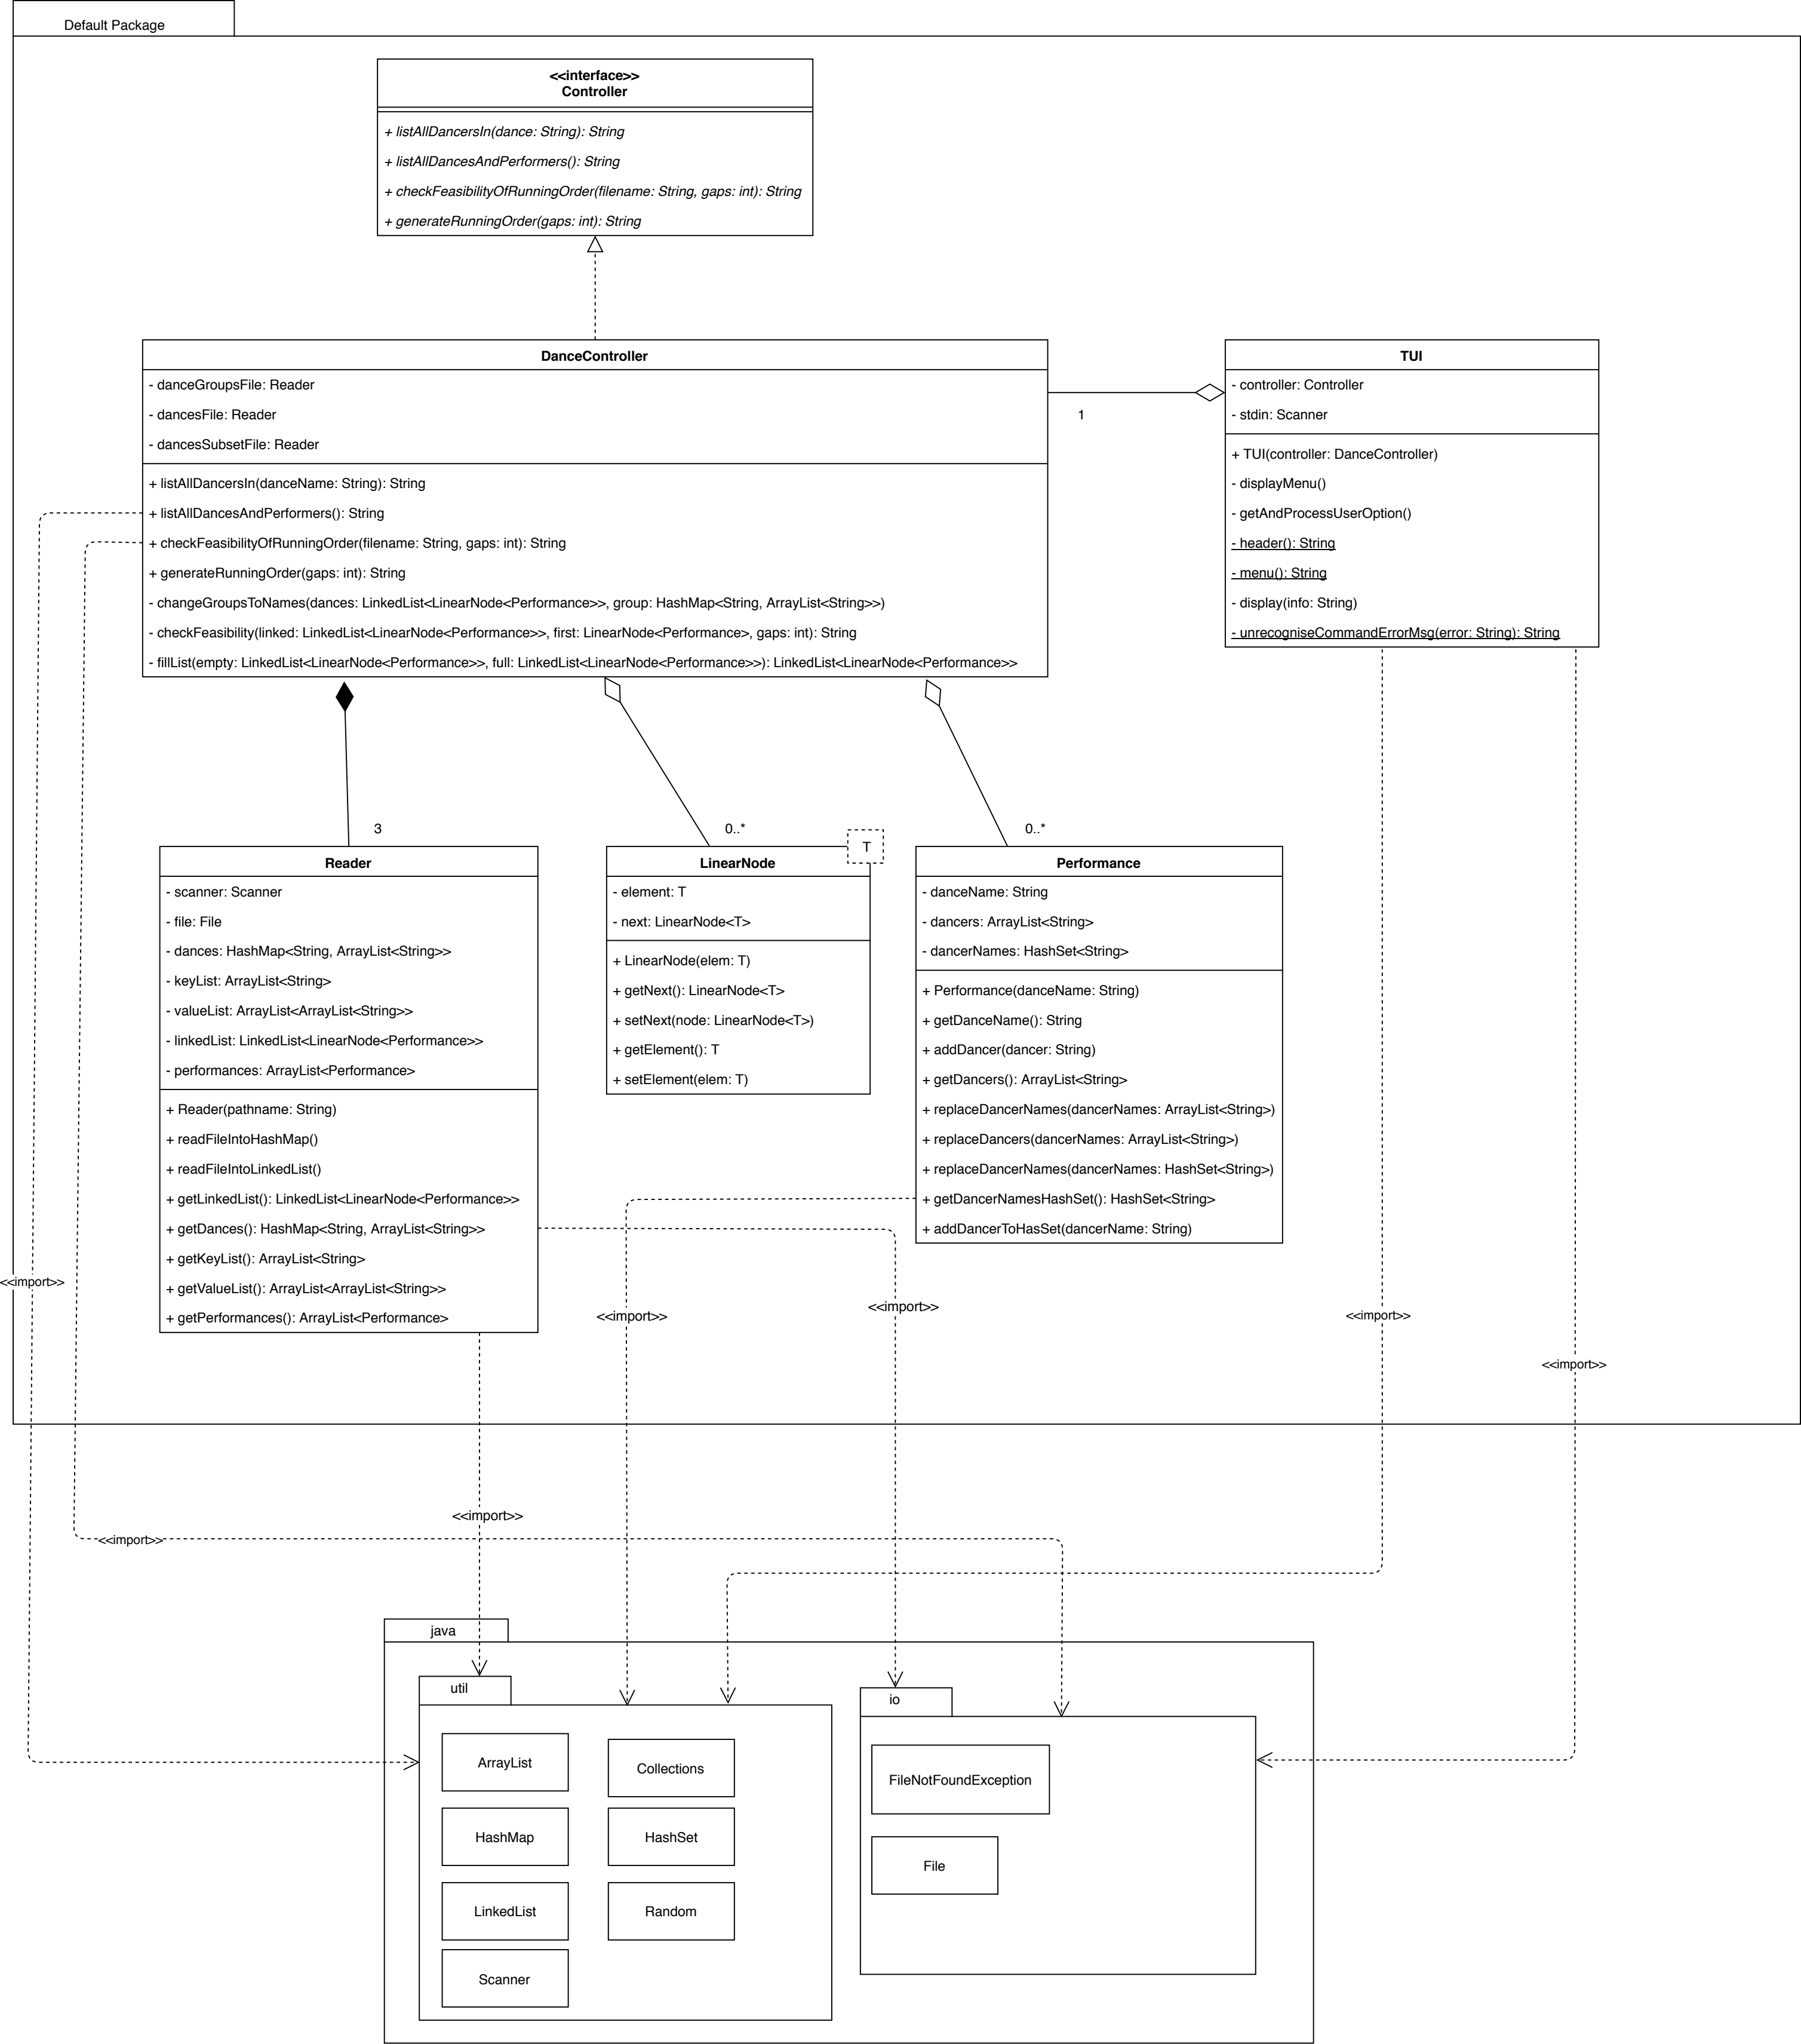 Default Package
<<interface>>
Controller
+ listAllDancersIn(dance: String): String
+ listAllDancesAndPerformers(): String
+ checkFeasibilityOfRunningOrder(filename: String, gaps: int): String
+ generateRunningOrder(gaps: int): String
DanceController
- danceGroupsFile: Reader
- dancesFile: Reader
- dancesSubsetFile: Reader
+ listAllDancersIn(danceName: String): String
+ listAllDancesAndPerformers(): String
+ checkFeasibilityOfRunningOrder(filename: String, gaps: int): String
+ generateRunningOrder(gaps: int): String
- changeGroupsToNames(dances: LinkedList<LinearNode<Performance>>, group: HashMap<String, ArrayList<String>>)
- checkFeasibility(linked: LinkedList<LinearNode<Performance>>, first: LinearNode<Performance>, gaps: int): String
- fillList(empty: LinkedList<LinearNode<Performance>>, full: LinkedList<LinearNode<Performance>>): LinkedList<LinearNode<Performance>>
1
TUI
- controller: Controller
- stdin: Scanner
+ TUI(controller: DanceController)
- displayMenu()
- getAndProcessUserOption()
- header(): String
- menu(): String
- display(info: String)
- unrecogniseCommandErrorMsg(error: String): String
3
0..*
0..*
Reader
- scanner: Scanner
- file: File
- dances: HashMap<String, ArrayList<String>>
- keyList: ArrayList<String>
- valueList: ArrayList<ArrayList<String>>
- linkedList: LinkedList<LinearNode<Performance>>
- performances: ArrayList<Performance>
+ Reader(pathname: String)
+ readFileIntoHashMap()
+ readFileIntoLinkedList()
+ getLinkedList(): LinkedList<LinearNode<Performance>>
+ getDances(): HashMap<String, ArrayList<String>>
+ getKeyList(): ArrayList<String>
+ getValueList(): ArrayList<ArrayList<String>>
+ getPerformances(): ArrayList<Performance>
T
LinearNode
- element: T
- next: LinearNode<T>
+ LinearNode(elem: T)
+ getNext(): LinearNode<T>
+ setNext(node: LinearNode<T>)
+ getElement(): T
+ setElement(elem: T)
Performance
- danceName: String
- dancers: ArrayList<String>
- dancerNames: HashSet<String>
+ Performance(danceName: String)
+ getDanceName(): String
+ addDancer(dancer: String)
+ getDancers(): ArrayList<String>
+ replaceDancerNames(dancerNames: ArrayList<String>)
+ replaceDancers(dancerNames: ArrayList<String>)
+ replaceDancerNames(dancerNames: HashSet<String>)
+ getDancerNamesHashSet(): HashSet<String>
+ addDancerToHasSet(dancerName: String)
<<import>>
<<import>>
<<import>>
<<import>>
<<import>>
<<import>>
<<import>>
java
util
ArrayList
Collections
HashMap
HashSet
LinkedList
Random
Scanner
io
FileNotFoundException
File